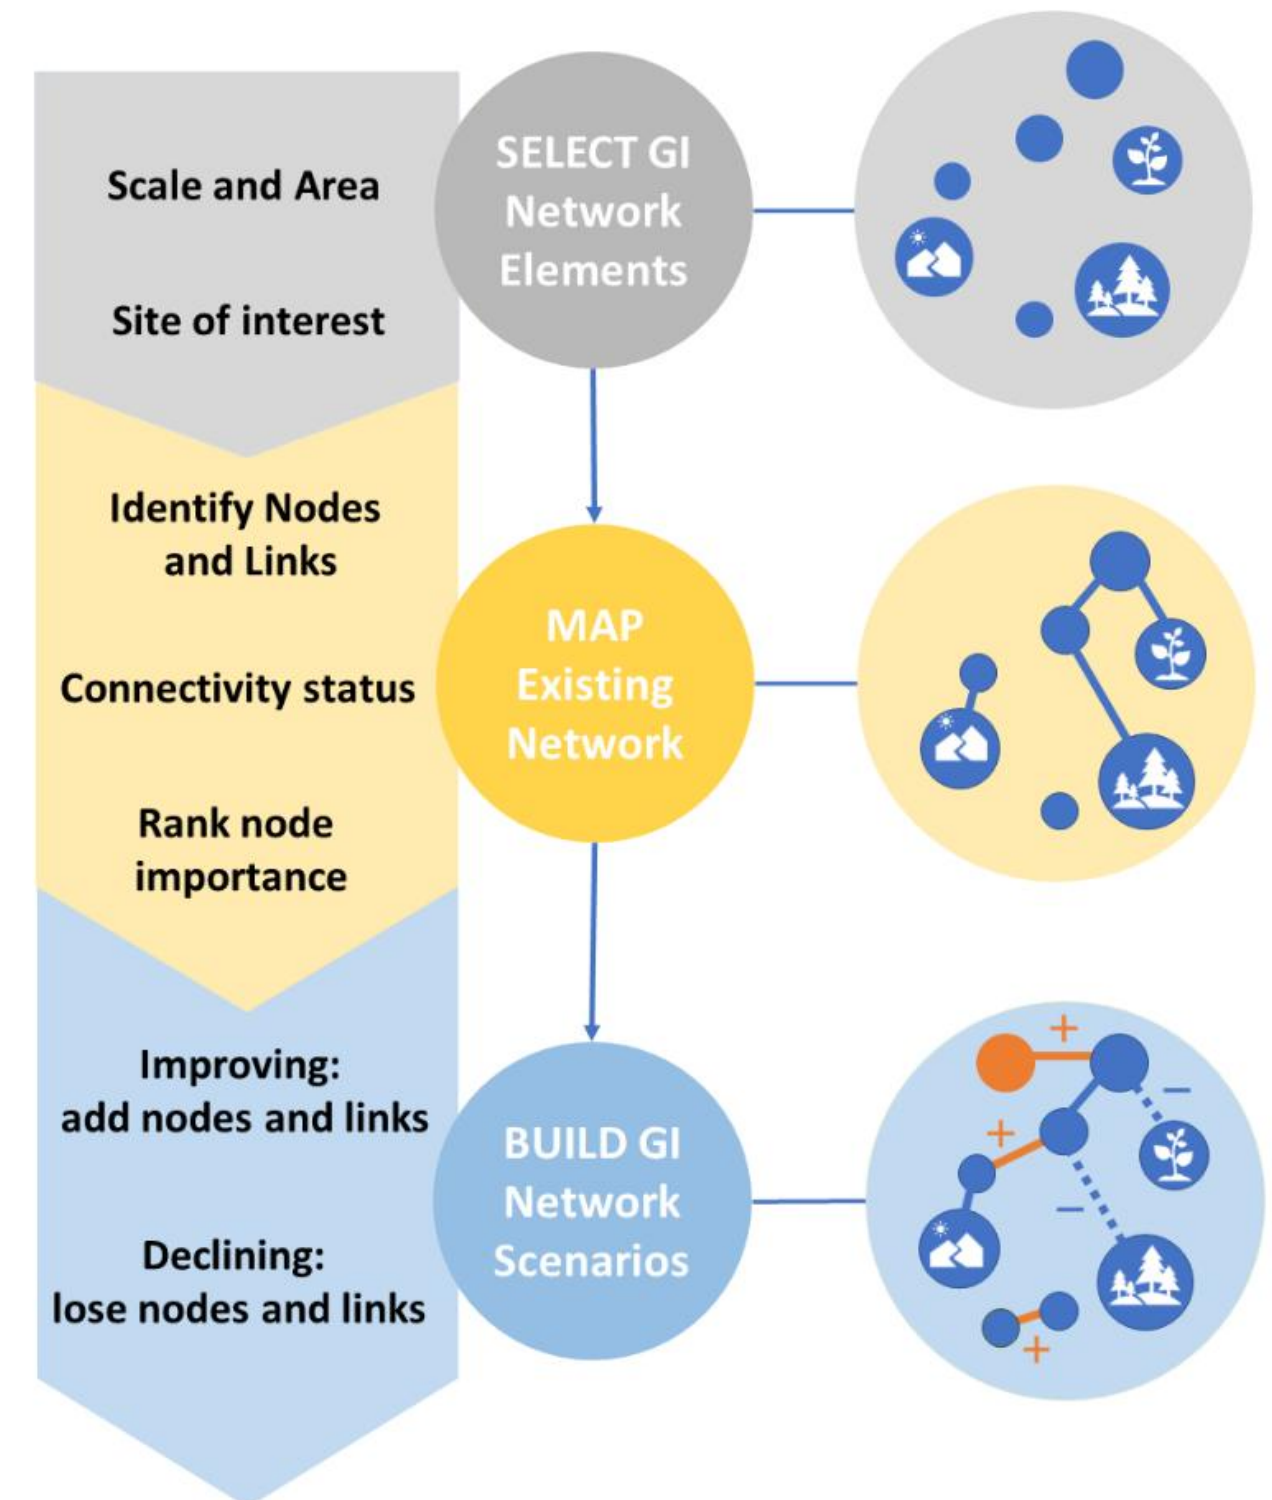 Scale and Area
Site of interest
SELECT GI
Network
Elements
Identify Nodes
and Links
Connectivity status
Rank node
importance
MAP
Existing
Network
Improving:
add nodes and links
Declining:
lose nodes and links
BUILD GI
Network
Scenarios
+
−
+
−
+